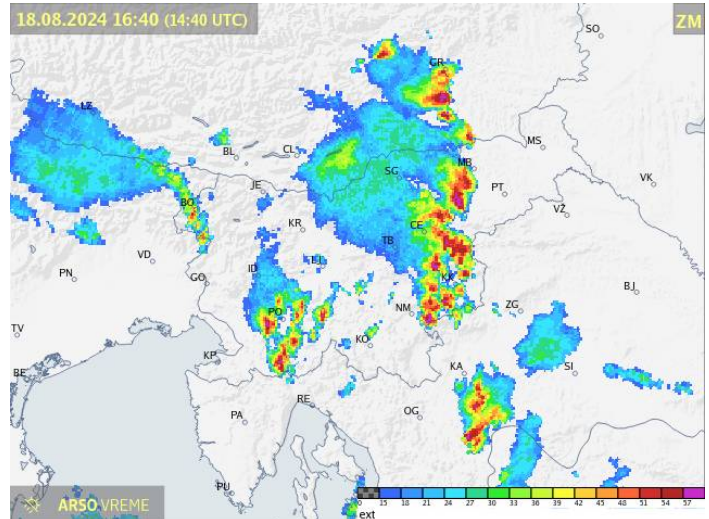 18.08.2024 16:40 (14:40 UTC)
ZM
SO
GR
LZ
BL
CL
MS
SG
MB
JE
PT
VK
BO
VŽ
KR
CE
TB
VD
LJ
ID
KK
PN
GO
BJ
NM
ZG
PO
TV
KO
KP
BE
KA
SI
RE
PA
OG
PU
ARSO VREME
0 15 18 21 24 27 30 33 36 39 42 45 48 51 54 57
ext